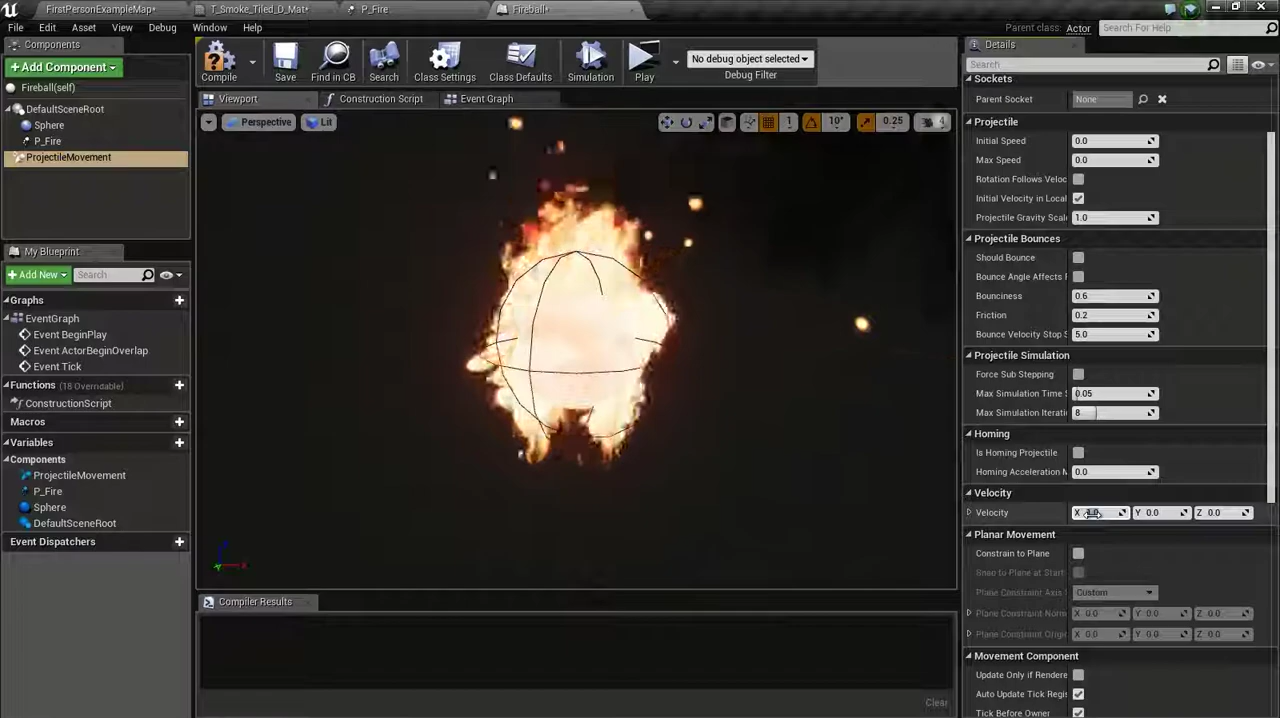 FirstPersonExampleMap*
T_Smoke_Tiled_D_Mat*
P_Fire
Fireball*
File
Edit
Asset
View
Debug
Window
Help
Parent class:
Actor
Search For Help
Components
+Add Component
Fireball(self)
DefaultSceneRoot
Sphere
P_Fire
ProjectileMovement
My Blueprint
+Add New
Search
Graphs
EventGraph
Event BeginPlay
Event ActorBeginOverlap
Event Tick
Functions (18 Overridable)
ConstructionScript
Macros
Variables
Components
ProjectileMovement
P_Fire
Sphere
DefaultSceneRoot
Event Dispatchers
Compile
Save
Find in CB
Search
Class Settings
Class Defaults
Simulation
Play
No debug object selected
Debug Filter
Viewport
Construction Script
Event Graph
Perspective
Lit
1
10°
0.25
4
Compiler Results
Clear
Details
Search
Sockets
Parent Socket
None
Projectile
Initial Speed
0.0
Max Speed
0.0
Rotation Follows Veloc
Initial Velocity in Local
Projectile Gravity Scale
1.0
Projectile Bounces
Should Bounce
Bounce Angle Affects
Bounciness
0.6
Friction
0.2
Bounce Velocity Stop
5.0
Projectile Simulation
Force Sub Stepping
Max Simulation Time
0.05
Max Simulation Iterati
8
Homing
Is Homing Projectile
Homing Acceleration
0.0
Velocity
Velocity
X
Y 0.0
Z 0.0
Planar Movement
Constrain to Plane
Snap to Plane at Start
Plane Constraint Axis
Custom
Plane Constraint Norm
X 0.0
Y 0.0
Z 0.0
Plane Constraint Origi
X 0.0
Y 0.0
Z 0.0
Movement Component
Update Only if Rendere
Auto Update Tick Regis
Tick Before Owner